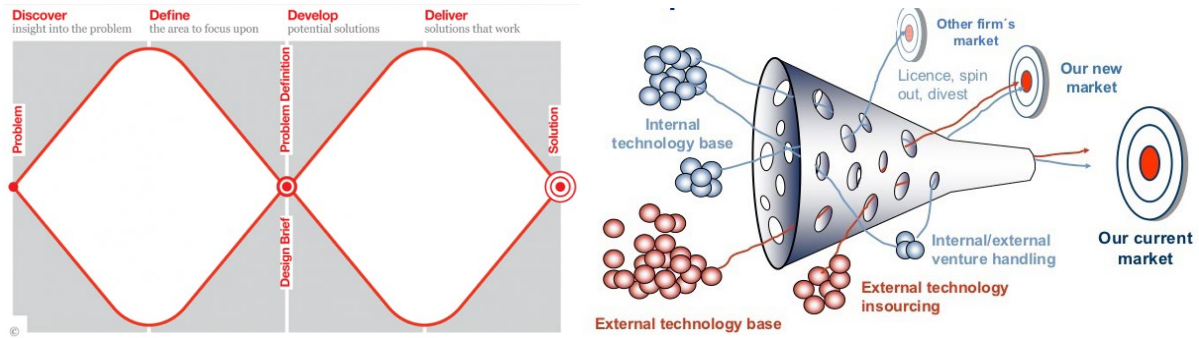 Discover
insight into the problem
Define
the area to focus upon
Develop
potential solutions
Deliver
solutions that work
Problem
Problem Definition
Design Brief
Solution
©
Other firm´s
market
Licence, spin
out, divest
Our new
market
Internal
technology base
Our current
market
Internal/external
venture handling
External technology
insourcing
External technology base